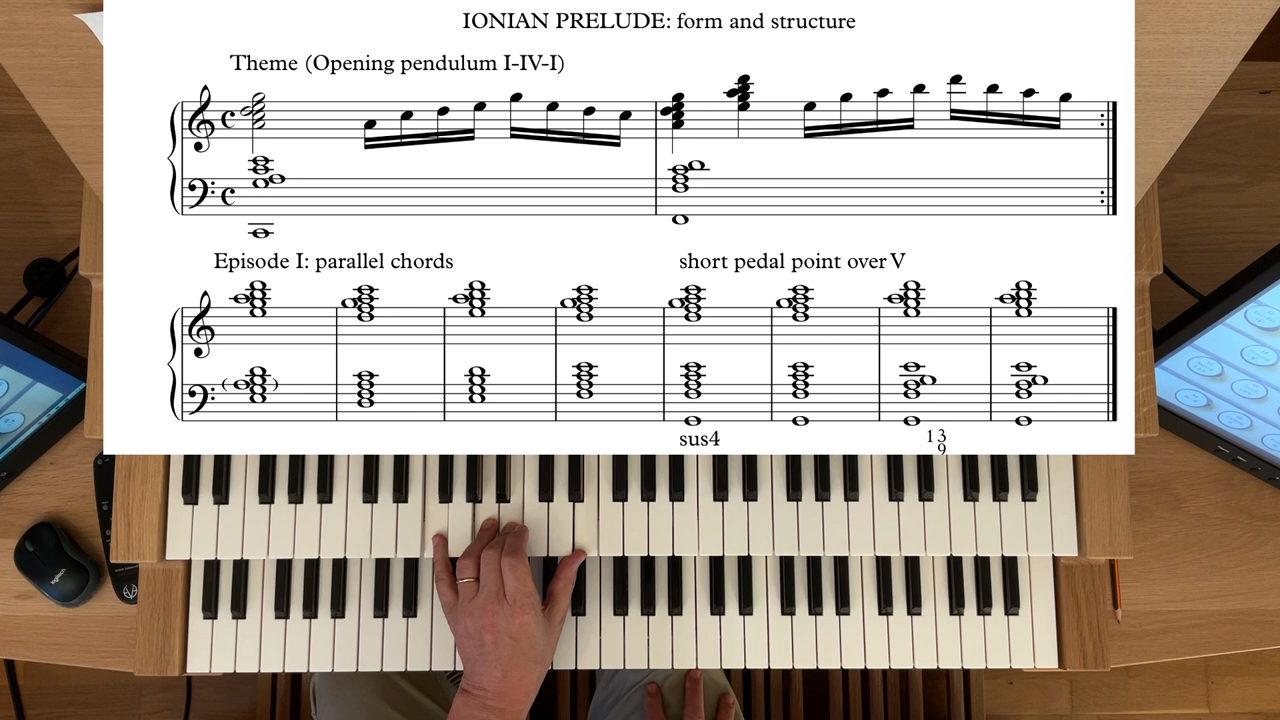 IONIAN PRELUDE: form and structure
Theme (Opening pendulum I-IV-I)
Episode I: parallel chords
short pedal point over V
sus4
13
9
logitech